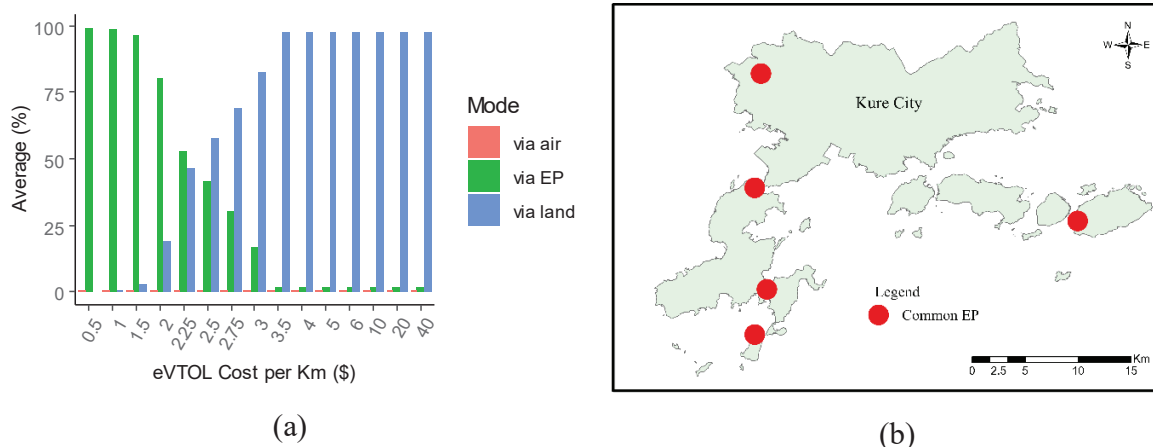 100
75
50
25
0
Average (%)
0.5
1
1.5
2
2.25
2.5
2.75
3
3.5
4
5
6
10
20
40
eVTOL Cost per Km ($)
Mode
via air
via EP
via land
(a)
N
W E
S
Kure City
Legend
Common EP
Km
0 2.5 5 10 15
(b)